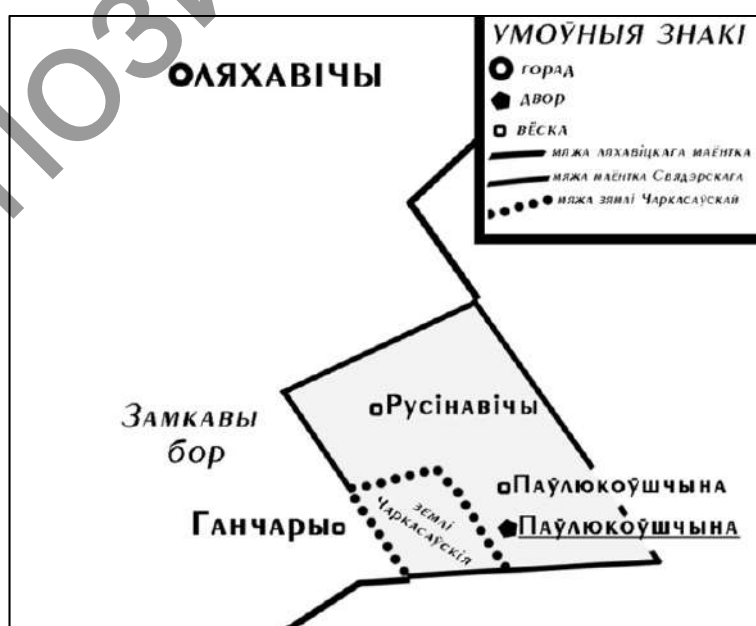 ПОЗИ
ЛЯХАВІЧЫ
УМОЎНЫЯ ЗНАКІ
ГОРАД
ДВОР
ВЁСКА
МЯЖА ЛЯХАВІЦКАГА МАЁНТКА
МЯЖА МАЁНТКА СВЯДЭРСКАГА
МЯЖА ЗЯМЛІ ЧАРКАСАЎСКАЙ
ЗАМКАВЫ
бор
РУСІНАВІЧЫ
ПАЎЛЮКОЎШЧЫНА
ГАНЧАРЫ
ЗЕМЛІ
ЧАРКАСАЎСКІЯ
ПАЎЛЮКОЎШЧЫНА